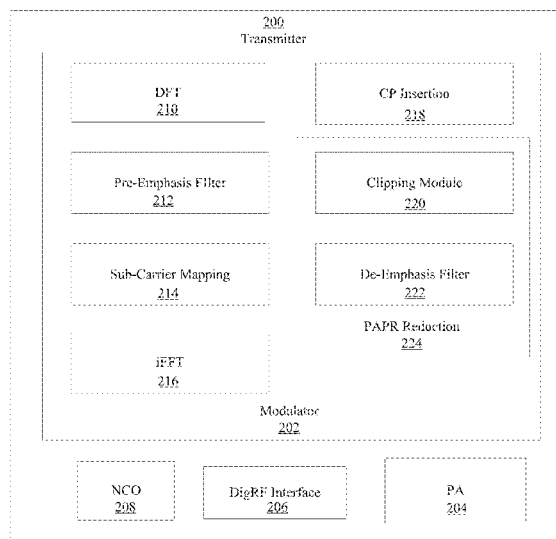 200
Transmitter
DFT
210
CP Insertion
218
Pre-Emphasis Filter
212
Clipping Module
220
Sub-Carrier Mapping
214
De-Emphasis Filter
222
PAPR Reduction
224
iFFT
216
Modulator
202
NCO
208
DigRF Interface
206
PA
204